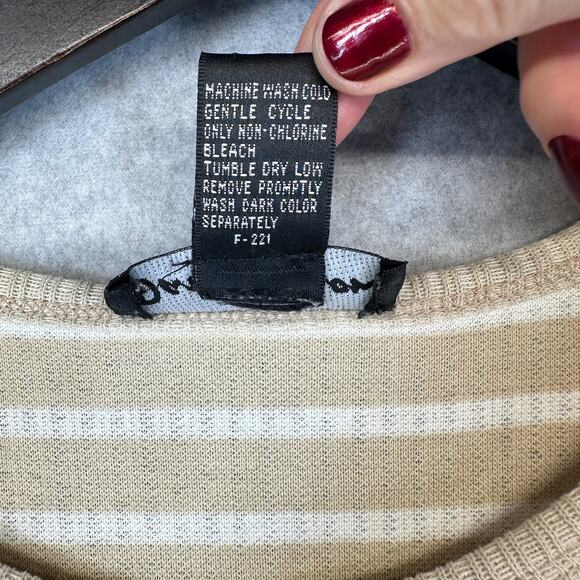 MACHINE WASH COLD
GENTLE CYCLE
ONLY NON-CHLORINE
BLEACH
TUMBLE DRY LOW
REMOVE PROMPTLY
WASH DARK COLOR
SEPARATELY
F-221